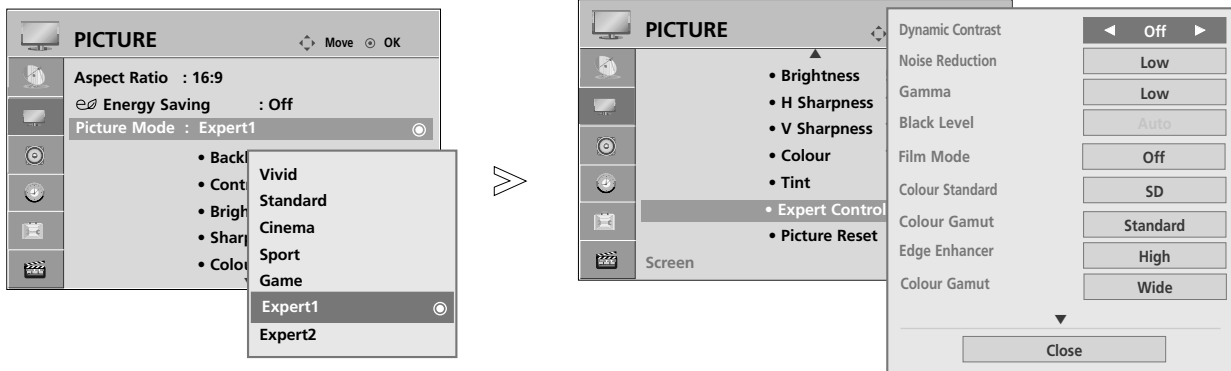 PICTURE
Move OK
Aspect Ratio : 16:9
Energy Saving : Off
Picture Mode : Expert1
• Backl
• Cont
• Brigh
• Shar
• Colou
Vivid
Standard
Cinema
Sport
Game
Expert1
Expert2
PICTURE
• Brightness
• H Sharpness
• V Sharpness
• Colour
• Tint
• Expert Control
• Picture Reset
Screen
Dynamic Contrast Off
Noise Reduction Low
Gamma Low
Black Level Auto
Film Mode Off
Colour Standard SD
Colour Gamut Standard
Edge Enhancer High
Colour Gamut Wide
Close